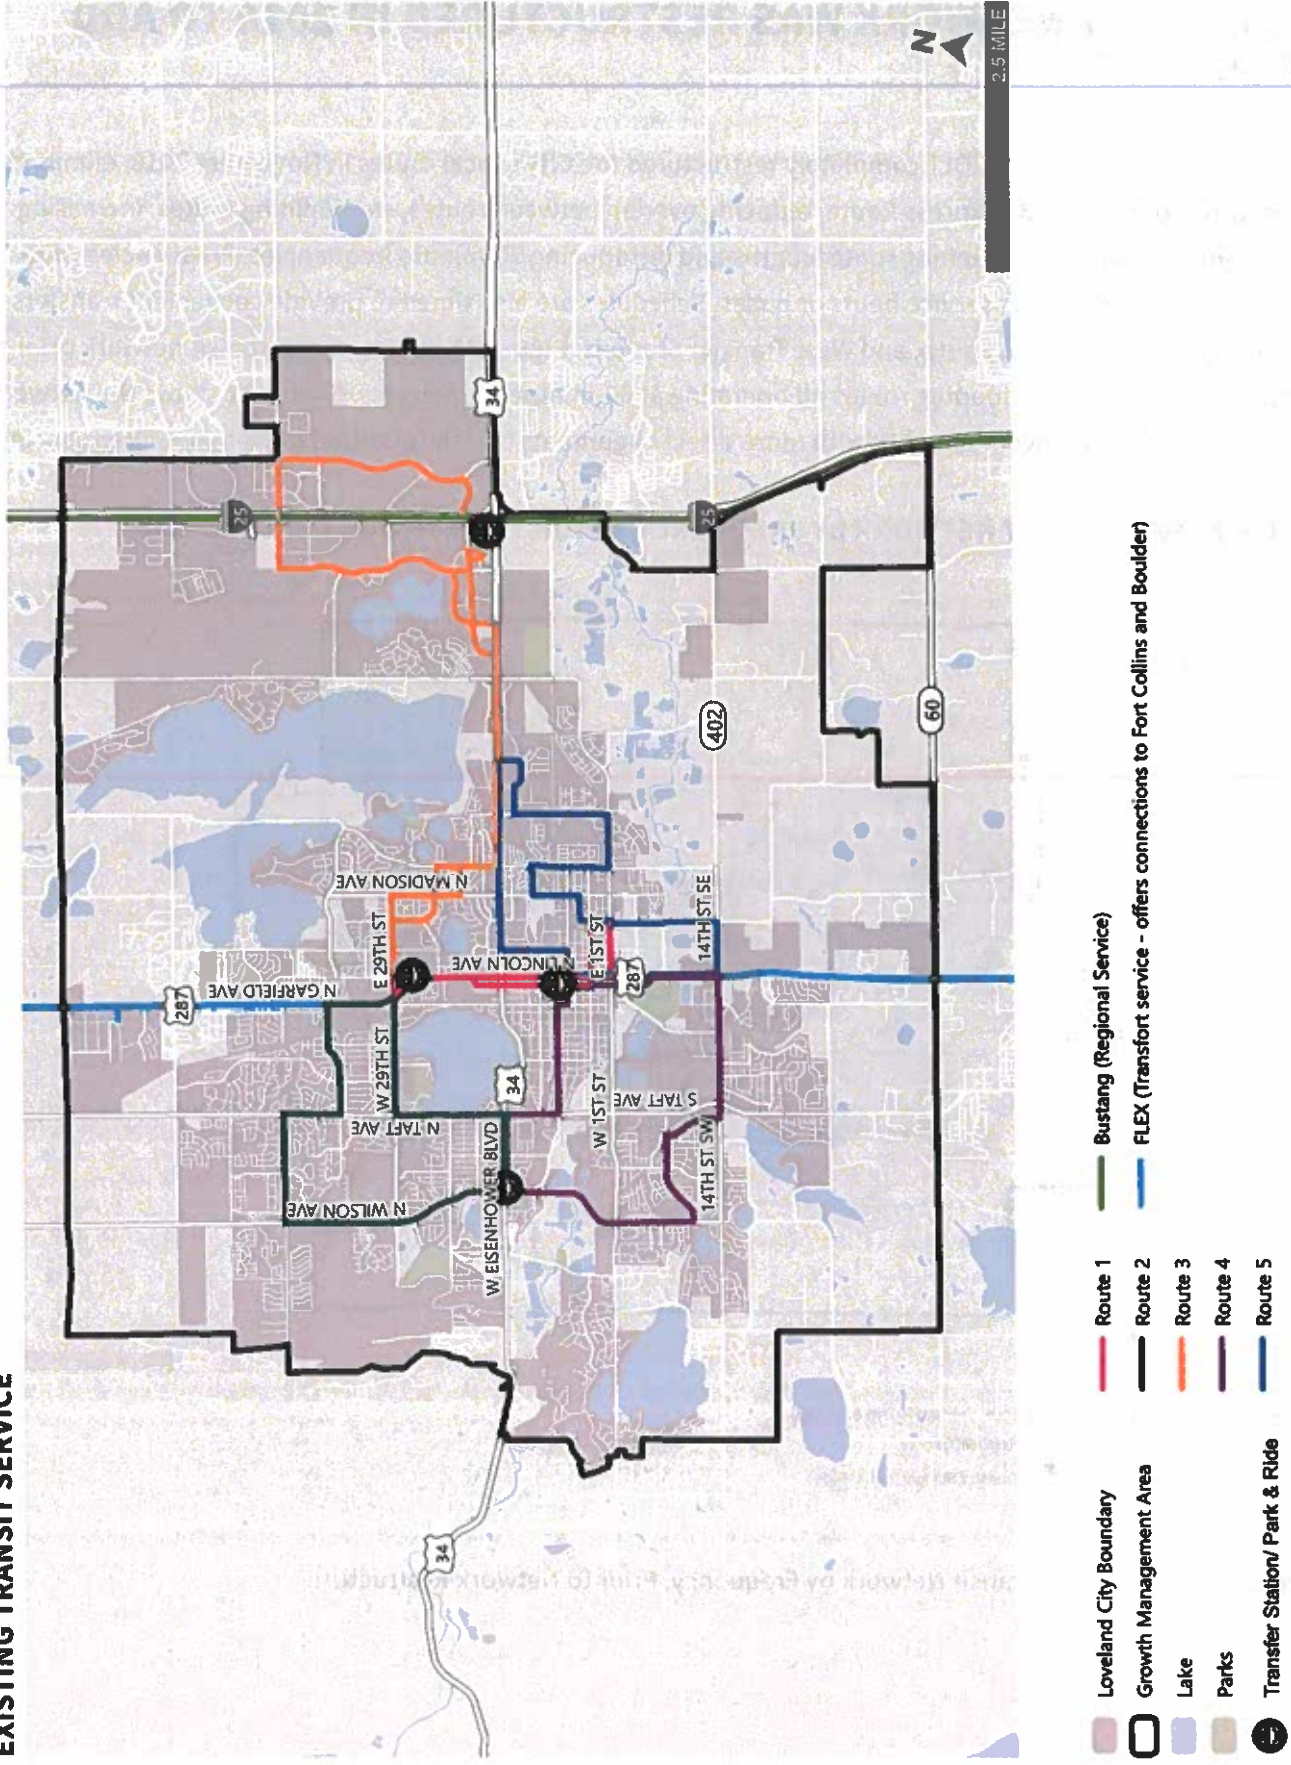 EXISTING TRANSIT SERVICE
N
2.5 MILE
25
34
N MADISON AVE
E 29TH ST
N GARFIELD AVE
287
N LINCOLN AVE
E 1ST ST
287
14TH ST SE
25
402
60
W 29TH ST
N TAFT AVE
34
W 1ST ST
S TAFT AVE
N WILSON AVE
W EISENHOWER BLVD
14TH ST SW
34
Loveland City Boundary
Growth Management Area
Lake
Parks
Transfer Station/ Park & Ride
Route 1
Route 2
Route 3
Route 4
Route 5
Bustang (Regional Service)
FLEX (Transfort service - offers connections to Fort Collins and Boulder)